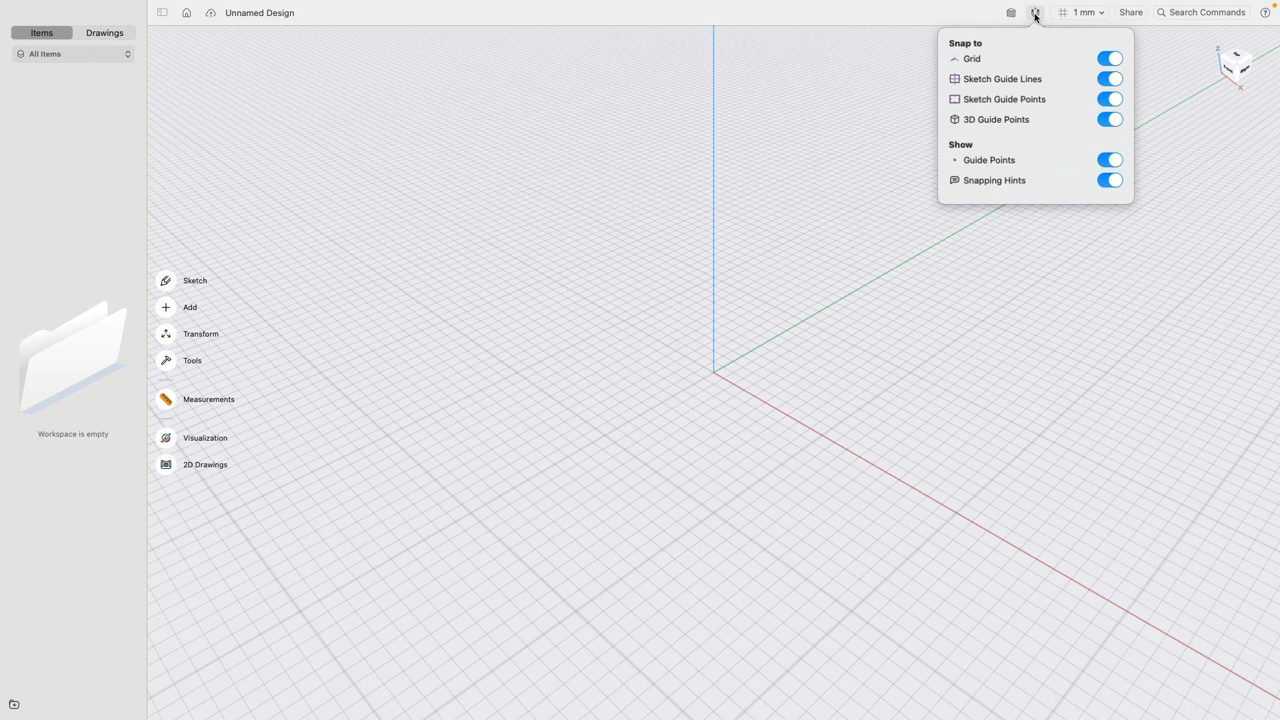 Unnamed Design
1 mm
Share
Search Commands
Items
Drawings
All Items
Snap to
Grid
Sketch Guide Lines
Sketch Guide Points
3D Guide Points
Show
Guide Points
Snapping Hints
Z
X
Sketch
Add
Transform
Tools
Measurements
Visualization
2D Drawings
Workspace is empty